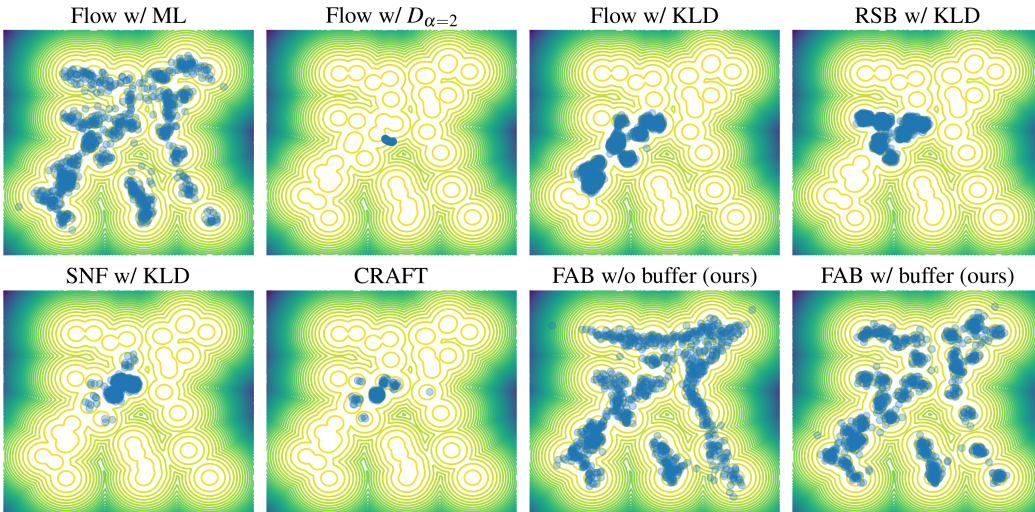 Flow w/ ML
Flow w/ D_{α=2}
Flow w/ KLD
RSB w/ KLD
SNF w/ KLD
CRAFT
FAB w/o buffer (ours)
FAB w/ buffer (ours)